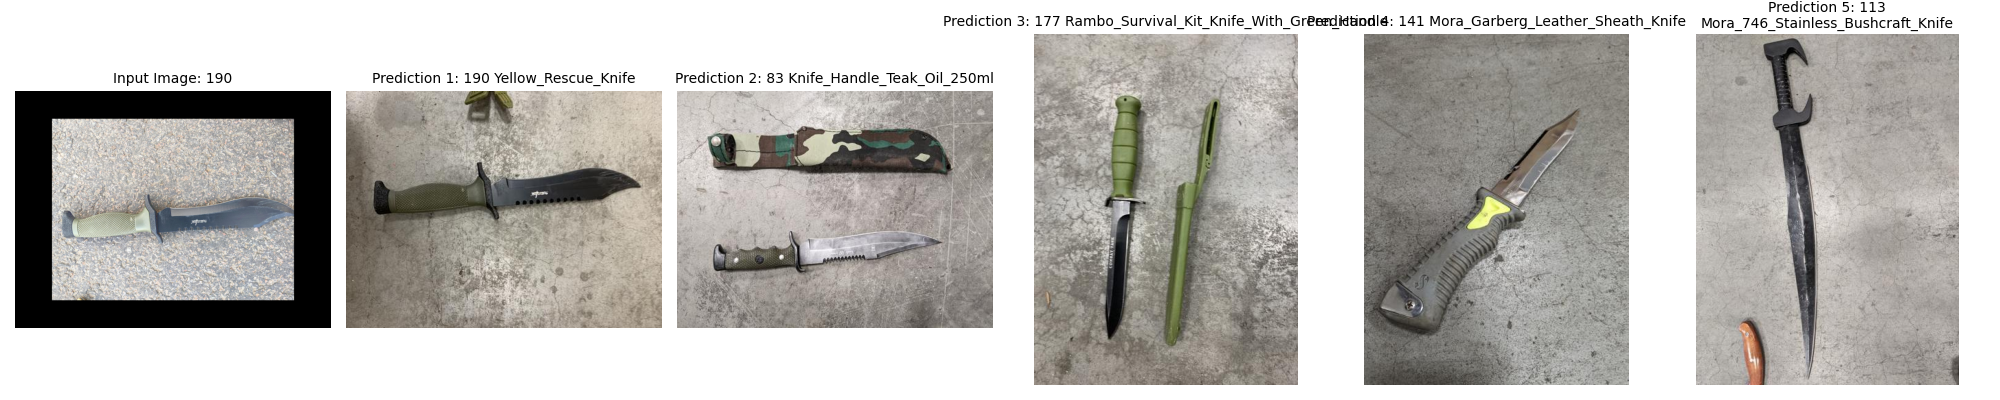 Input Image: 190
Prediction 1: 190 Yellow_Rescue_Knife
Prediction 2: 83 Knife_Handle_Teak_Oil_250ml
Prediction 3: 177 Rambo_Survival_Kit_Knife_With_Green_Handle
Prediction 4: 141 Mora_Garberg_Leather_Sheath_Knife
Prediction 5: 113
Mora_746_Stainless_Bushcraft_Knife